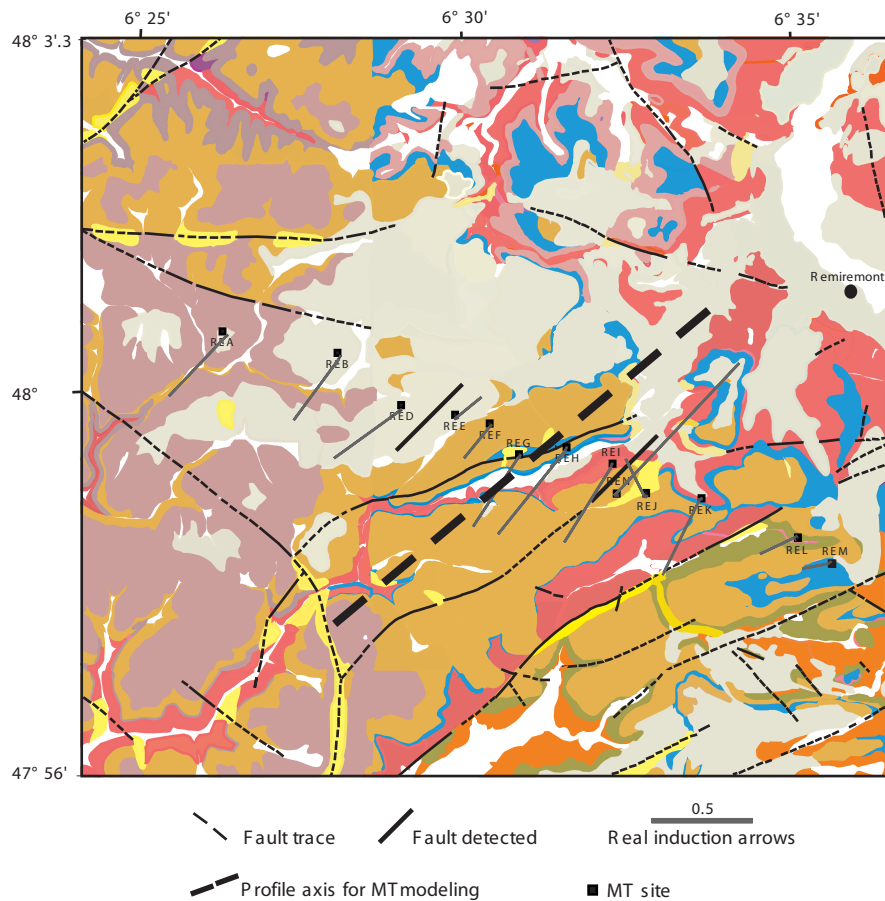 6° 25' 6° 30' 6° 35'
48° 3'.3
Remiremont
REA
REB
48°
RED
REE
REF
REG
REH
REI
REN
REJ
REK
REL REM
47° 56'
0.5
Fault trace Fault detected Real induction arrows
Profile axis for MT modeling MT site